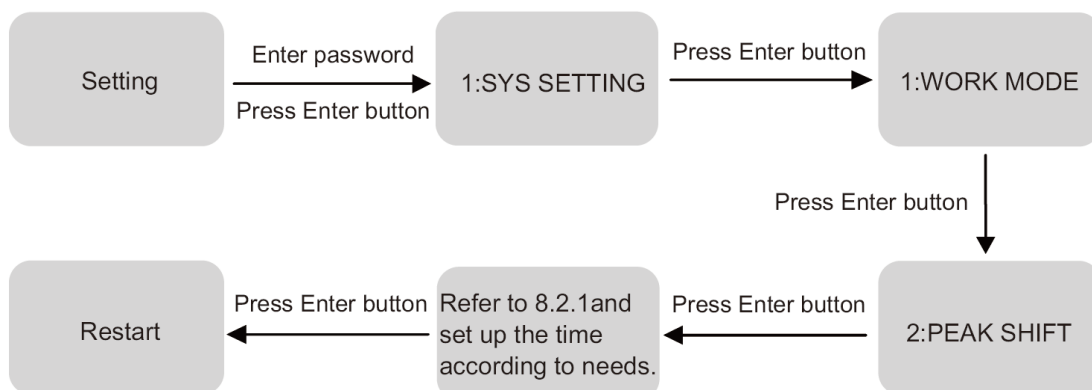 Setting
Enter password
Press Enter button
1:SYS SETTING
Press Enter button
1:WORK MODE
Press Enter button
2:PEAK SHIFT
Press Enter button
Refer to 8.2.1and
set up the time
according to needs.
Press Enter button
Restart